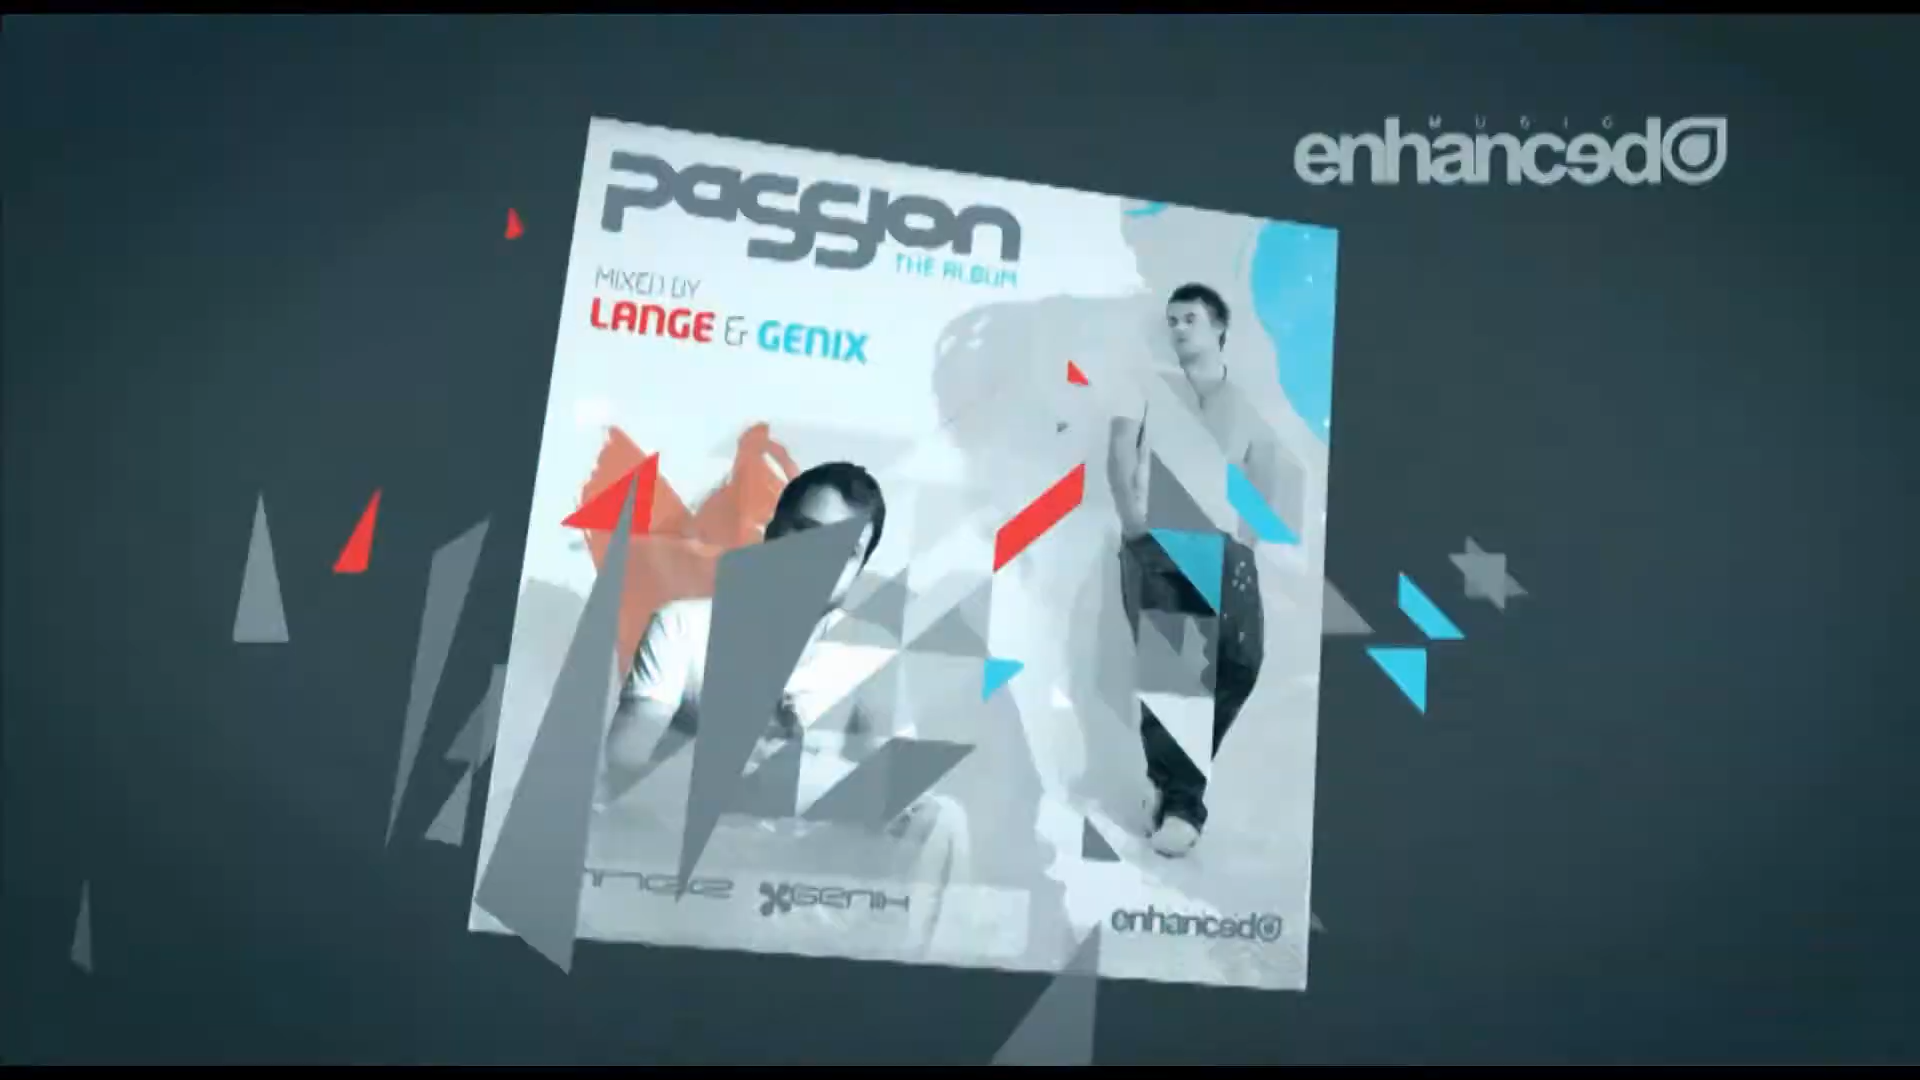 MUSIC
enhanced
passion
THE ALBUM
MIXED BY
LANGE & GENIX
GENIX
enhanced